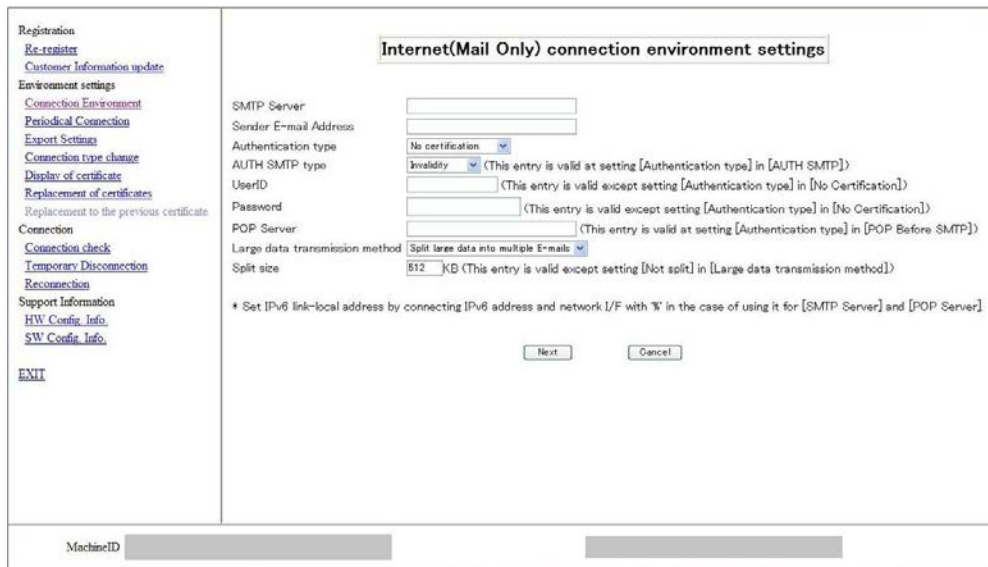 Registration
Re-register
Customer Information update
Environment settings
Connection Environment
Periodical Connection
Export Settings
Connection type change
Display of certificate
Replacement of certificates
Replacement to the previous certificate
Connection
Connection check
Temporary Disconnection
Reconnection
Support Information
HW Config. Info.
SW Config. Info.
EXIT
Internet(Mail Only) connection environment settings
SMTP Server
Sender E-mail Address
Authentication type No certification
AUTH SMTP type Invalidity (This entry is valid at setting [Authentication type] in [AUTH SMTP])
UserID (This entry is valid except setting [Authentication type] in [No Certification])
Password (This entry is valid except setting [Authentication type] in [No Certification])
POP Server (This entry is valid at setting [Authentication type] in [POP Before SMTP])
Large data transmission method Split large data into multiple E-mails
Split size 512 KB (This entry is valid except setting [Not split] in [Large data transmission method])
* Set IPv6 link-local address by connecting IPv6 address and network I/F with '%' in the case of using it for [SMTP Server] and [POP Server]
Next Cancel
MachineID